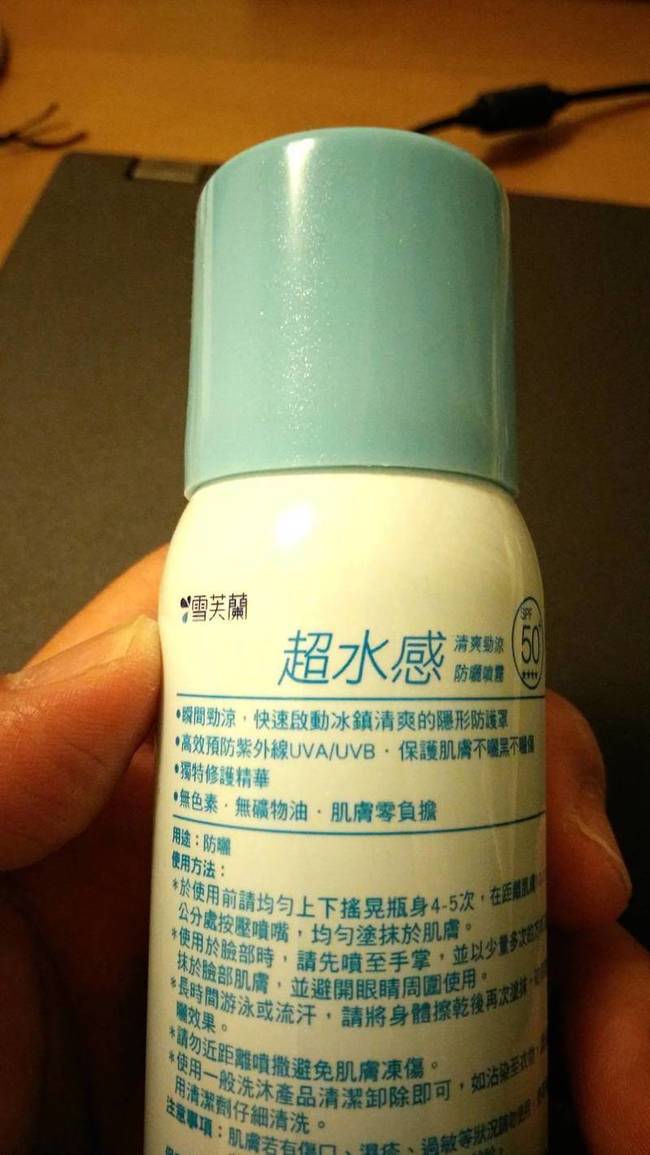 雪芙蘭
超水感 清爽勁涼
防曬噴霧
SPF
50+
★★★★
•瞬間勁涼，快速啟動冰鎮清爽的隱形防護罩
•高效預防紫外線UVA/UVB．保護肌膚不曬黑不曬傷
•獨特修護精華
•無色素．無礦物油．肌膚零負擔
用途：防曬
使用方法：
*於使用前請均勻上下搖晃瓶身4-5次，在距離肌膚
公分處按壓噴嘴，均勻塗抹於肌膚。
*使用於臉部時，請先噴至手掌，並以少量多次的方式
抹於臉部肌膚，並避開眼睛周圍使用。
*長時間游泳或流汗，請將身體擦乾後再次塗抹，
曬效果。
*請勿近距離噴撒避免肌膚凍傷。
*使用一般洗沐產品清潔卸除即可，如沾染至衣物，
用清潔劑仔細清洗。
注意事項：肌膚若有傷口、濕疹、過敏等狀況請勿使用，